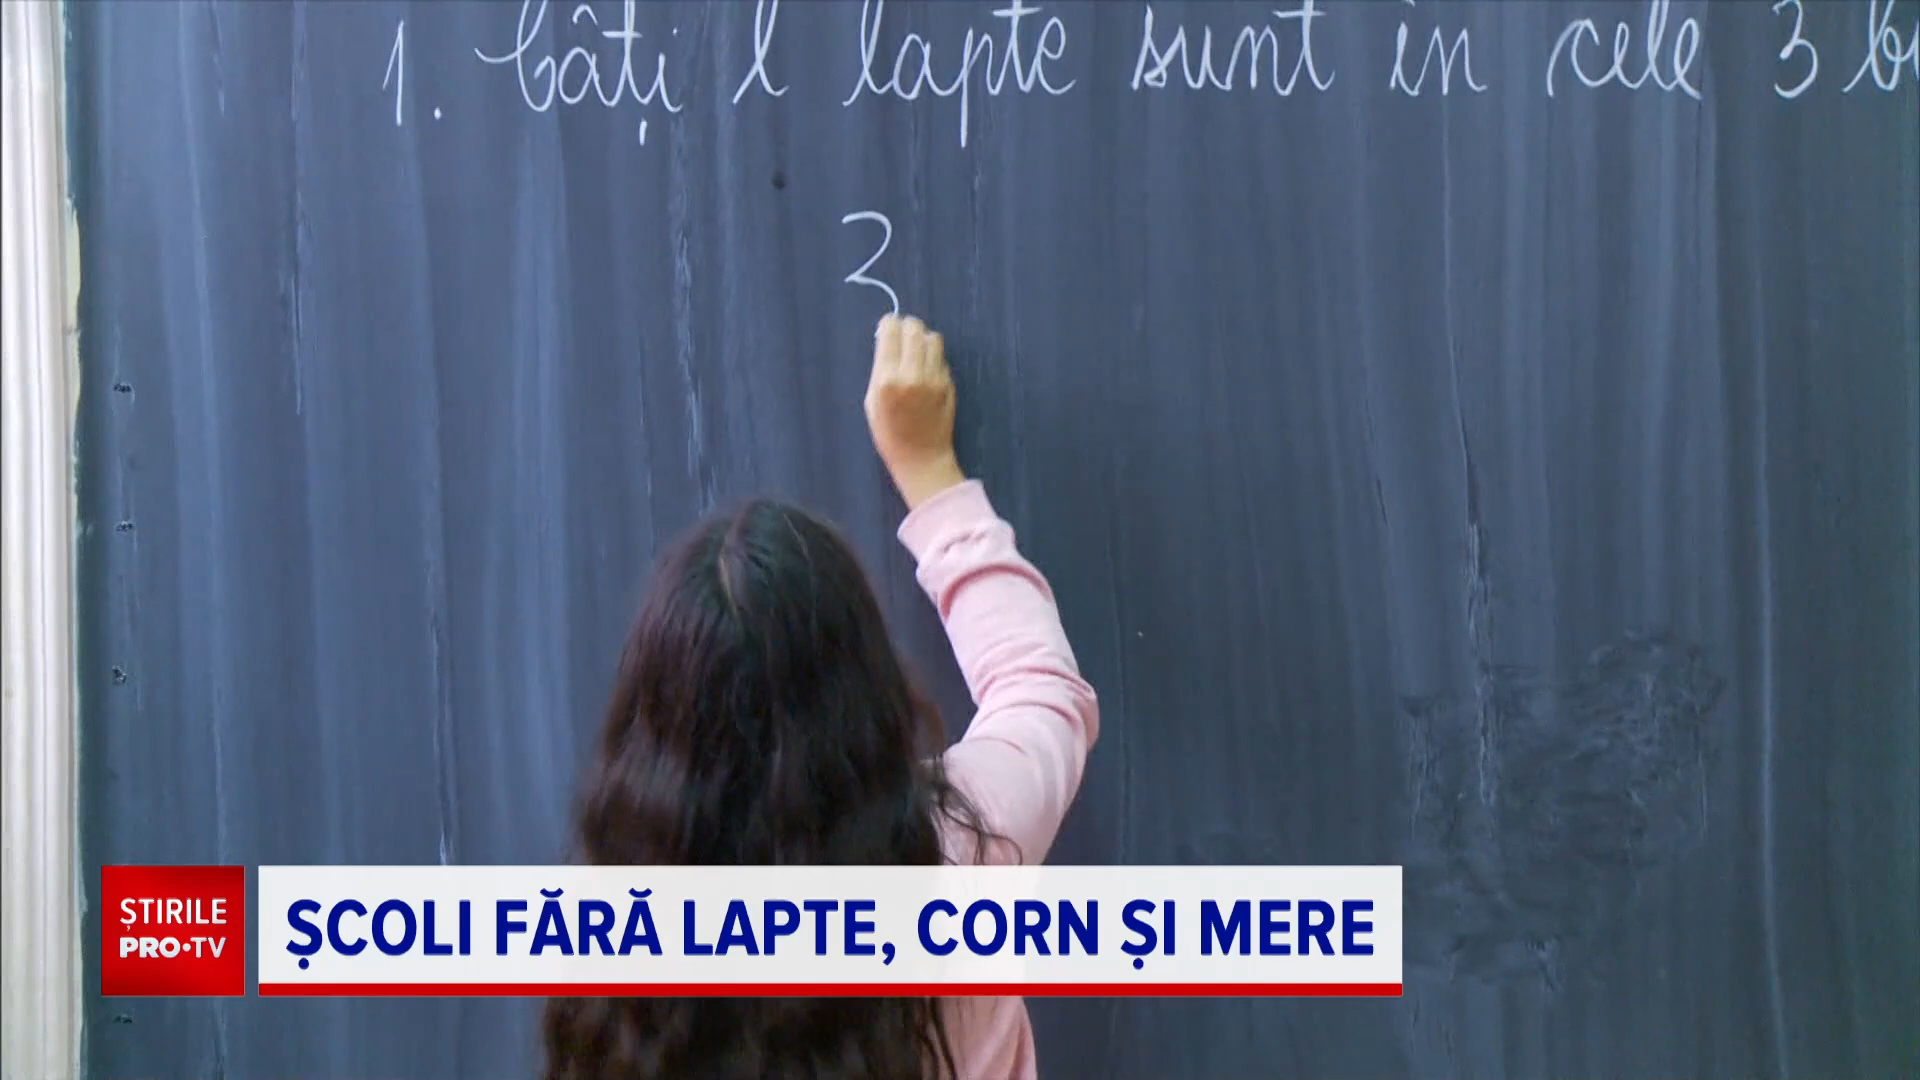 1. Câți l lapte sunt în cele 3
3
ȘTIRILE
PRO•TV
ȘCOLI FĂRĂ LAPTE, CORN ȘI MERE